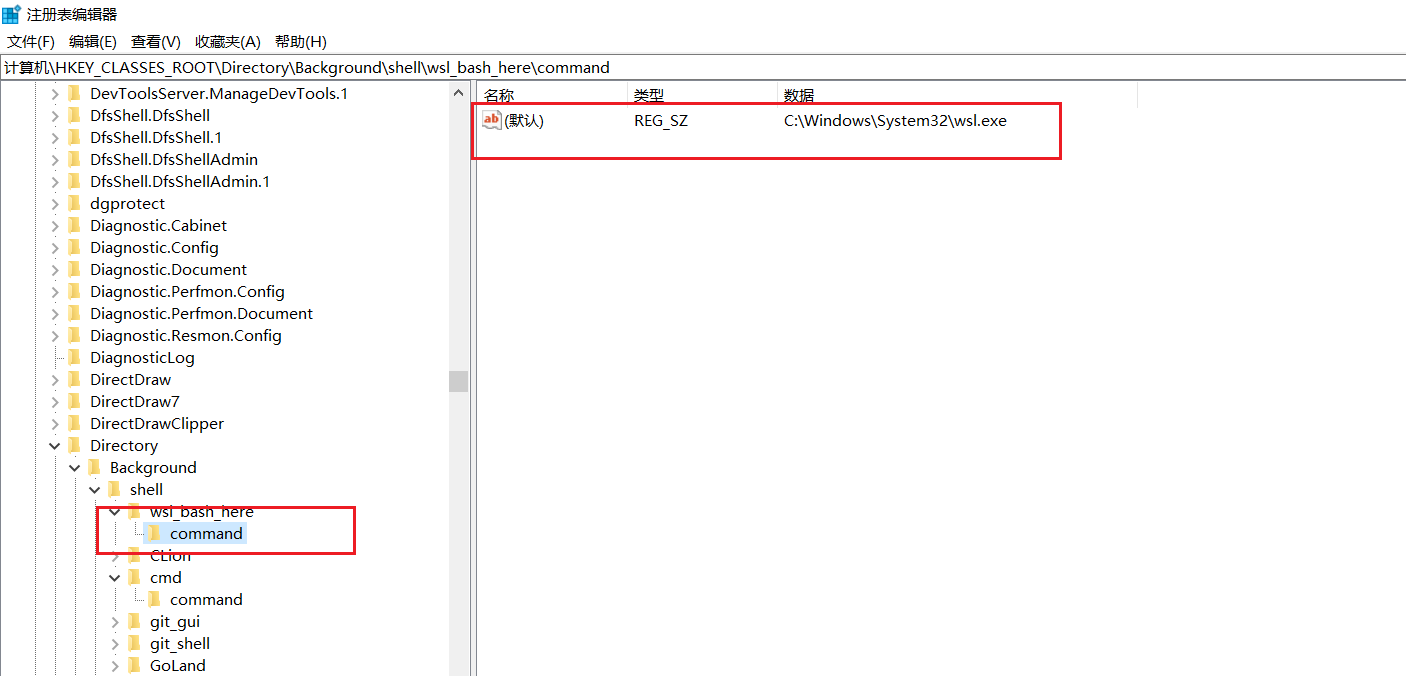 注册表编辑器
文件(F) 编辑(E) 查看(V) 收藏夹(A) 帮助(H)
计算机\HKEY_CLASSES_ROOT\Directory\Background\shell\wsl_bash_here\command
DevToolsServer.ManageDevTools.1
DfsShell.DfsShell
DfsShell.DfsShell.1
DfsShell.DfsShellAdmin
DfsShell.DfsShellAdmin.1
dgprotect
Diagnostic.Cabinet
Diagnostic.Config
Diagnostic.Document
Diagnostic.Perfmon.Config
Diagnostic.Perfmon.Document
Diagnostic.Resmon.Config
DiagnosticLog
DirectDraw
DirectDraw7
DirectDrawClipper
Directory
Background
shell
wsl_bash_here
command
CLion
cmd
command
git_gui
git_shell
GoLand
名称 类型 数据
ab (默认) REG_SZ C:\Windows\System32\wsl.exe